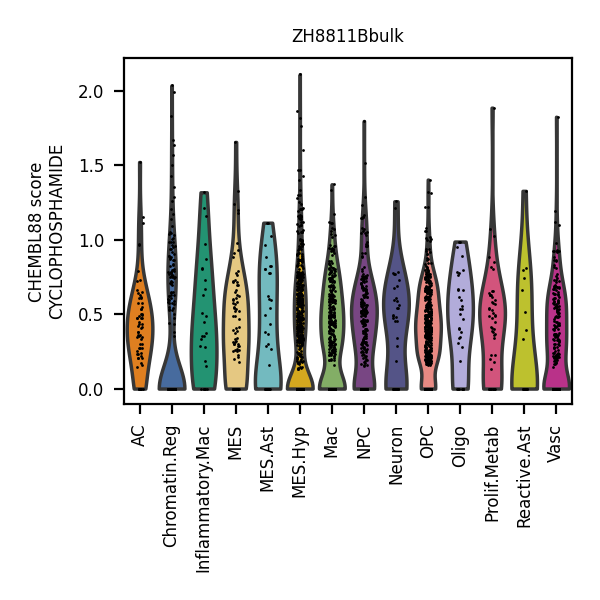 ZH8811Bbulk
CHEMBL88 score
CYCLOPHOSPHAMIDE
2.0
1.5
1.0
0.5
0.0
AC
Chromatin.Reg
Inflammatory.Mac
MES
MES.Ast
MES.Hyp
Mac
NPC
Neuron
OPC
Oligo
Prolif.Metab
Reactive.Ast
Vasc